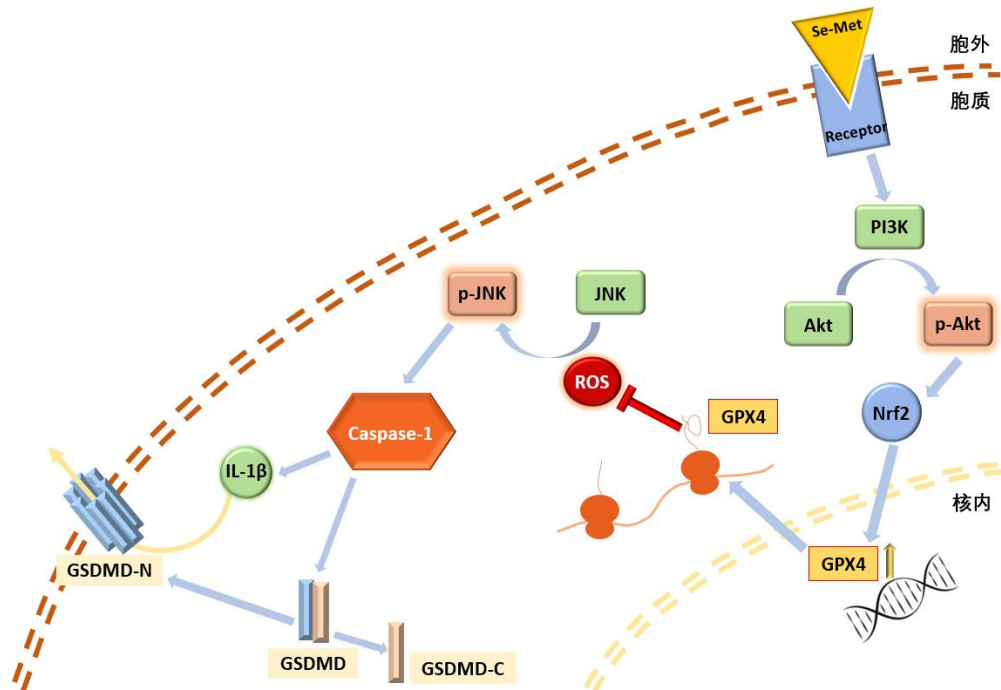 Se-Met
胞外
胞质
Receptor
PI3K
p-JNK
JNK
Akt
p-Akt
ROS
GPX4
Nrf2
Caspase-1
IL-1β
核内
GSDMD-N
GPX4
GSDMD
GSDMD-C